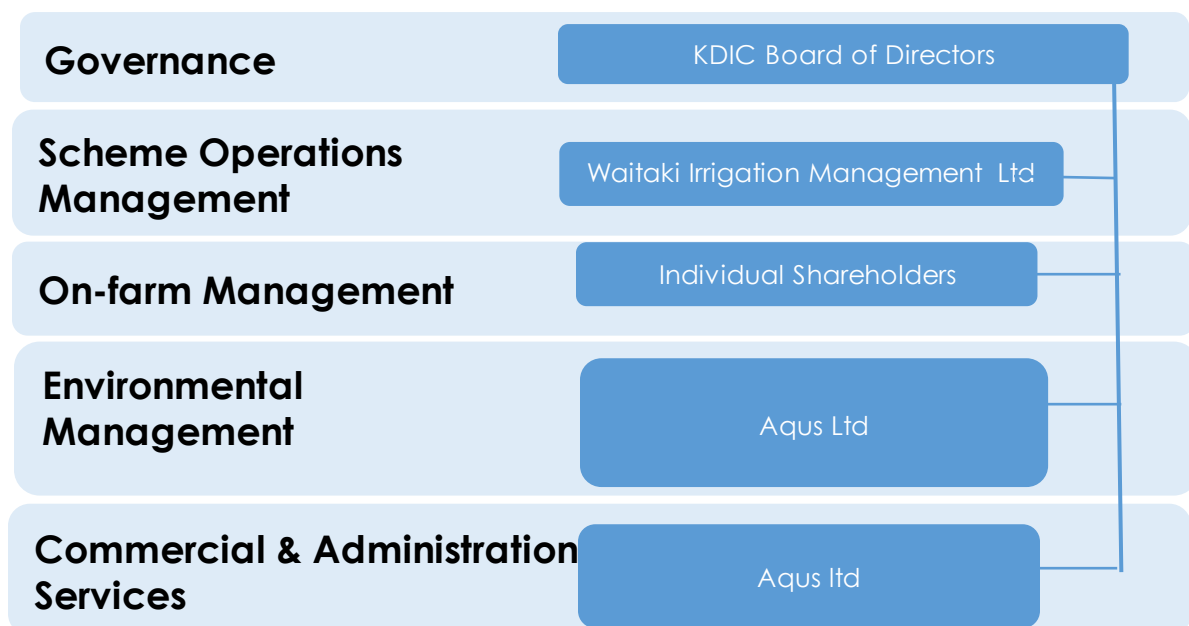 Governance
KDIC Board of Directors
Scheme Operations
Management
Waitaki Irrigation Management Ltd
On-farm Management
Individual Shareholders
Environmental
Management
Aqus Ltd
Commercial & Administration
Services
Aqus ltd